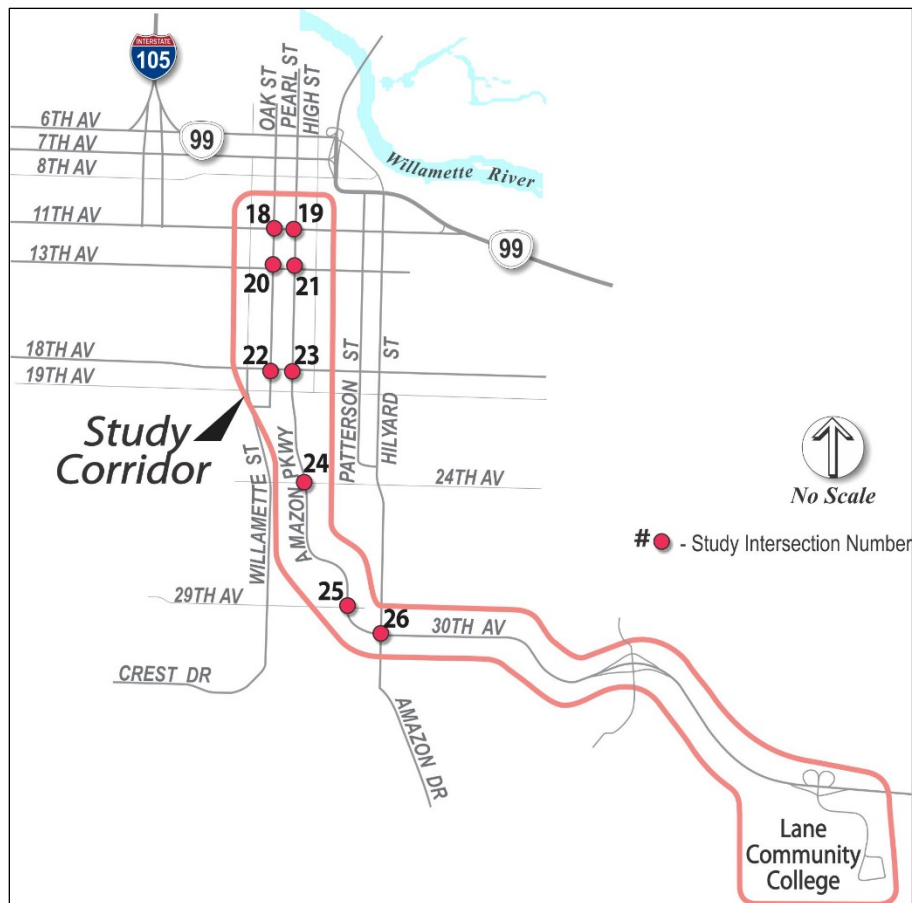 INTERSTATE
105
OAK ST
PEARL ST
HIGH ST
6TH AV
99
7TH AV
8TH AV
Willamette River
11TH AV
18
19
99
13TH AV
20
21
18TH AV
22
23
19TH AV
PATTERSON ST
HILYARD ST
Study
Corridor
WILLAMETTE ST
AMAZON PKWY
24
24TH AV
No Scale
# - Study Intersection Number
29TH AV
25
26
30TH AV
CREST DR
AMAZON DR
Lane
Community
College